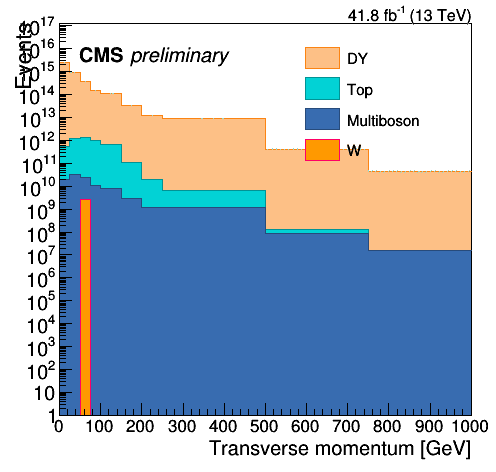 41.8 fb⁻¹ (13 TeV)
CMS preliminary
Events
DY
Top
Multiboson
W
10¹⁷
10¹⁶
10¹⁵
10¹⁴
10¹³
10¹²
10¹¹
10¹⁰
10⁹
10⁸
10⁷
10⁶
10⁵
10⁴
10³
10²
10
1
0 100 200 300 400 500 600 700 800 900 1000
Transverse momentum [GeV]